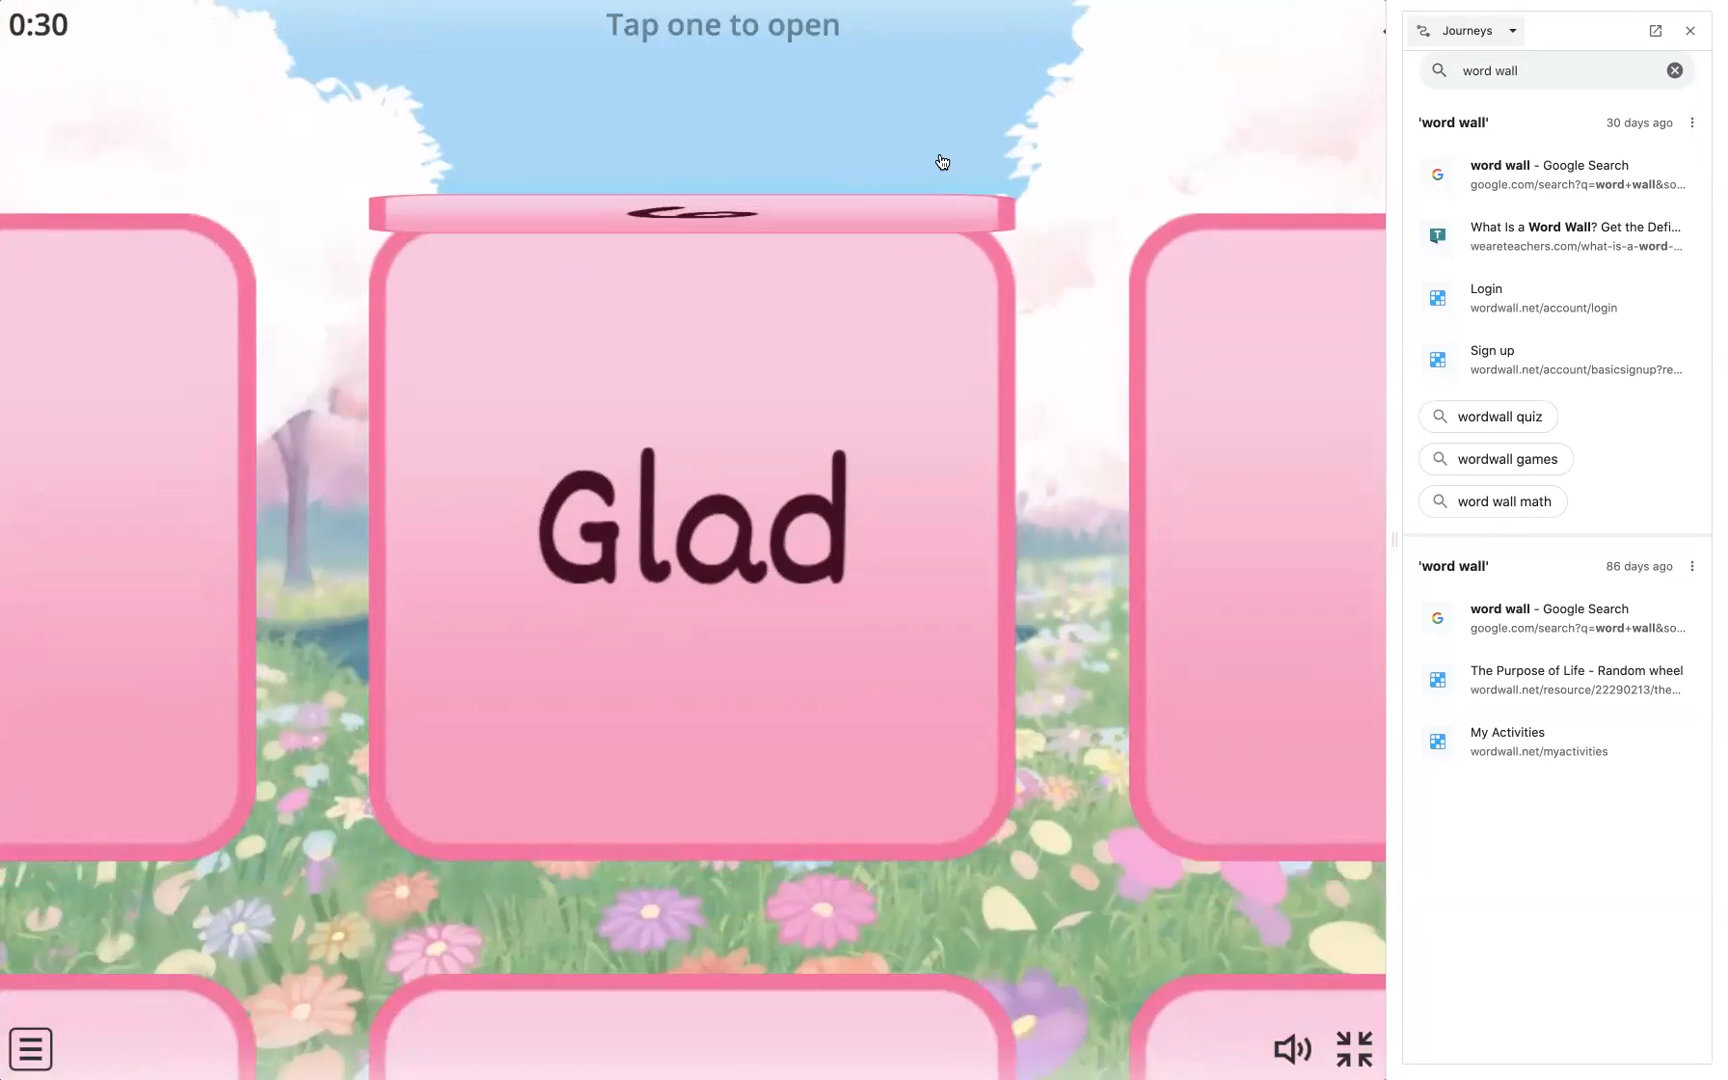 0:30
Tap one to open
Glad
Journeys
word wall
'word wall' 30 days ago
word wall - Google Search
google.com/search?q=word+wall&so...
What Is a Word Wall? Get the Defi...
weareteachers.com/what-is-a-word-...
Login
wordwall.net/account/login
Sign up
wordwall.net/account/basicsignup?re...
wordwall quiz
wordwall games
word wall math
'word wall' 86 days ago
word wall - Google Search
google.com/search?q=word+wall&so...
The Purpose of Life - Random wheel
wordwall.net/resource/22290213/the...
My Activities
wordwall.net/myactivities